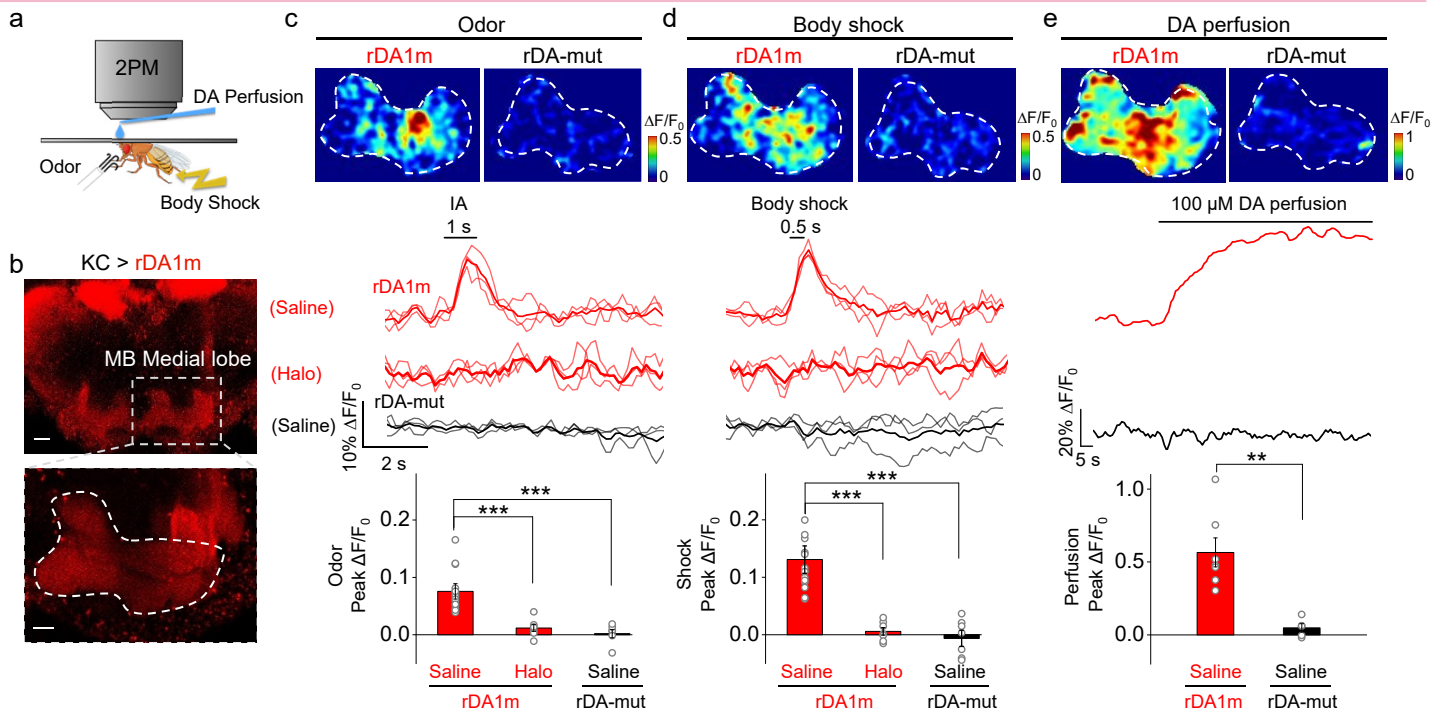 a
2PM
DA Perfusion
Odor
Body Shock
b
KC > rDA1m
MB Medial lobe
c
Odor
rDA1m
rDA-mut
ΔF/F0
0.5
0
IA
1 s
rDA1m
(Saline)
(Halo)
rDA-mut
(Saline)
10% ΔF/F0
2 s
***
***
0.2
0.1
0.0
Odor
Peak ΔF/F0
Saline
Halo
Saline
rDA1m
rDA-mut
d
Body shock
rDA1m
rDA-mut
ΔF/F0
0.5
0
Body shock
0.5 s
***
***
0.2
0.1
0.0
Shock
Peak ΔF/F0
Saline
Halo
Saline
rDA1m
rDA-mut
e
DA perfusion
rDA1m
rDA-mut
ΔF/F0
1
0
100 µM DA perfusion
20% ΔF/F0
5 s
**
1.0
0.5
0.0
Perfusion
Peak ΔF/F0
Saline
Saline
rDA1m
rDA-mut